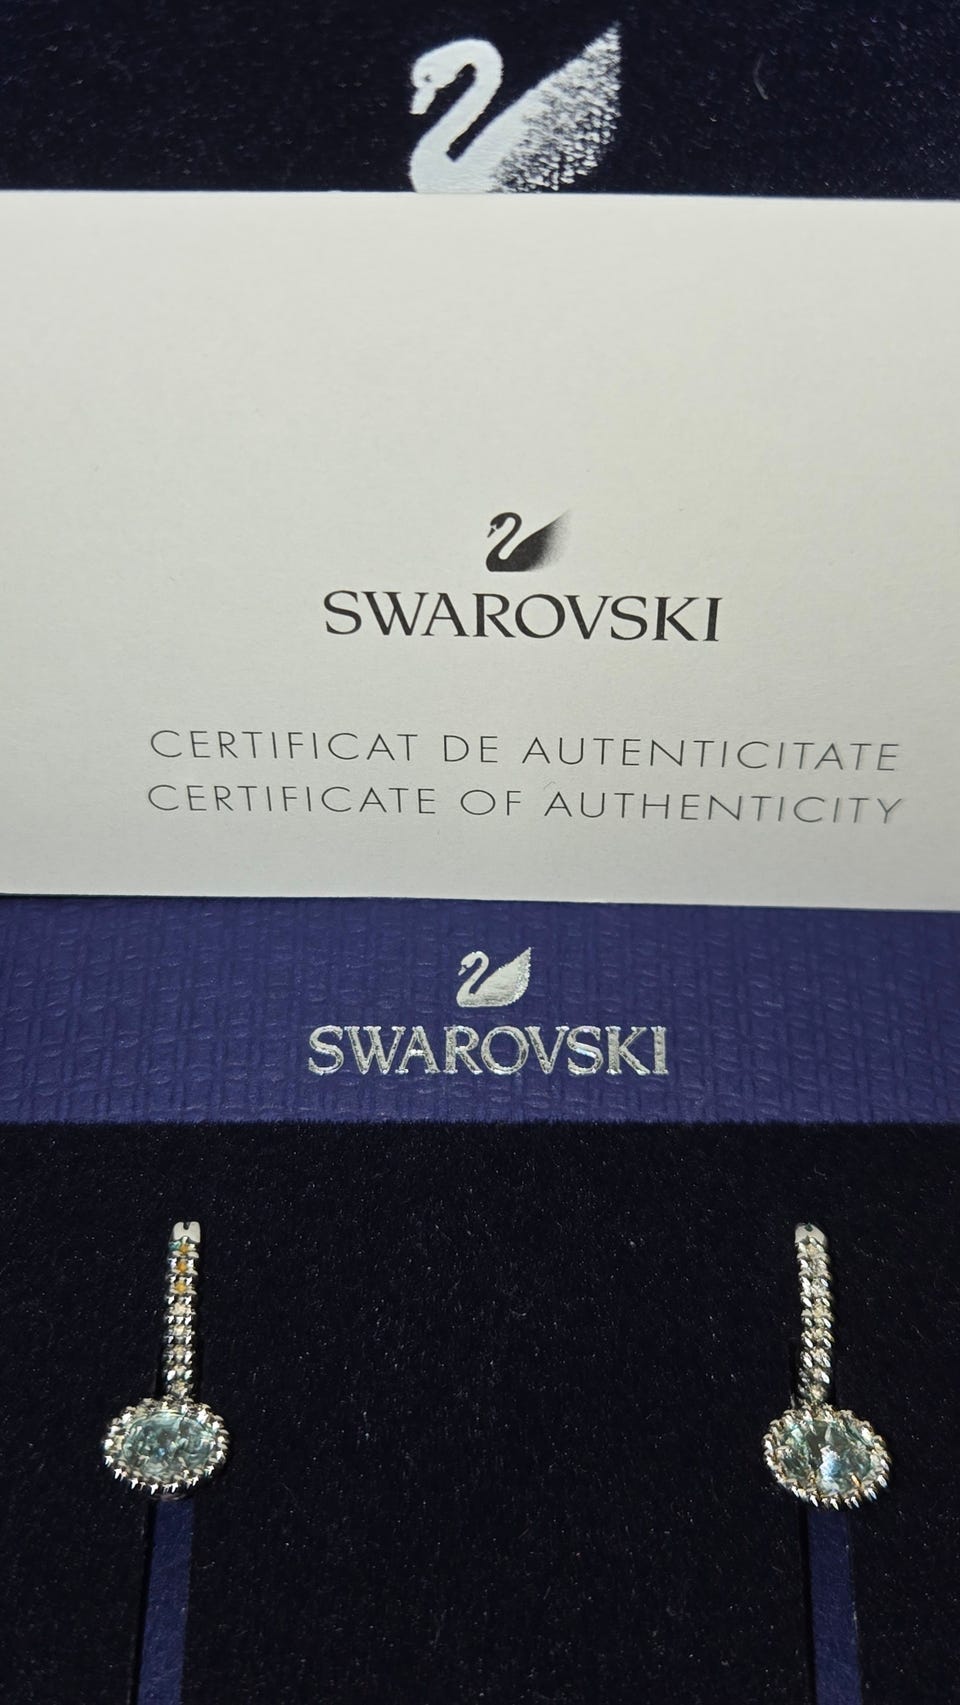 SWAROVSKI
CERTIFICAT DE AUTENTICITATE
CERTIFICATE OF AUTHENTICITY
SWAROVSKI